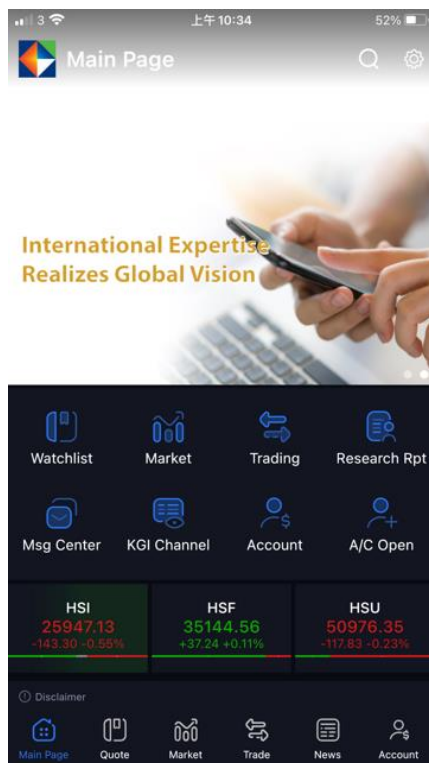 3
上午10:34
52%
Main Page
International Expertise
Realizes Global Vision
Watchlist
Market
Trading
Research Rpt
Msg Center
KGI Channel
Account
A/C Open
HSI
25947.13
-143.30 -0.55%
HSF
35144.56
+37.24 +0.11%
HSU
50976.35
-117.83 -0.23%
Disclaimer
Main Page
Quote
Market
Trade
News
Account